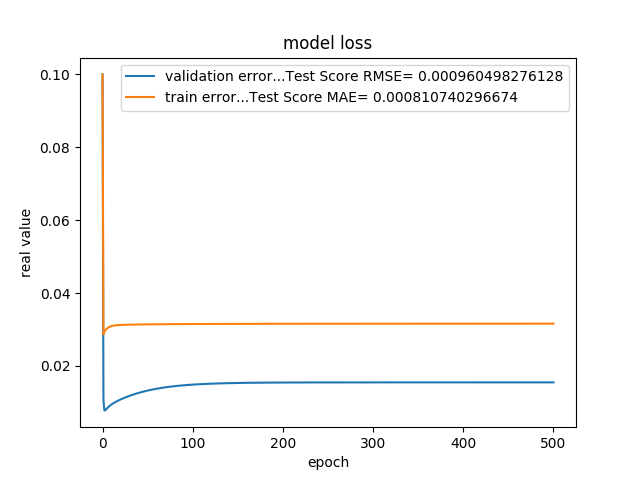 model loss
validation error...Test Score RMSE= 0.000960498276128
train error...Test Score MAE= 0.000810740296674
real value
0.10
0.08
0.06
0.04
0.02
0 100 200 300 400 500
epoch